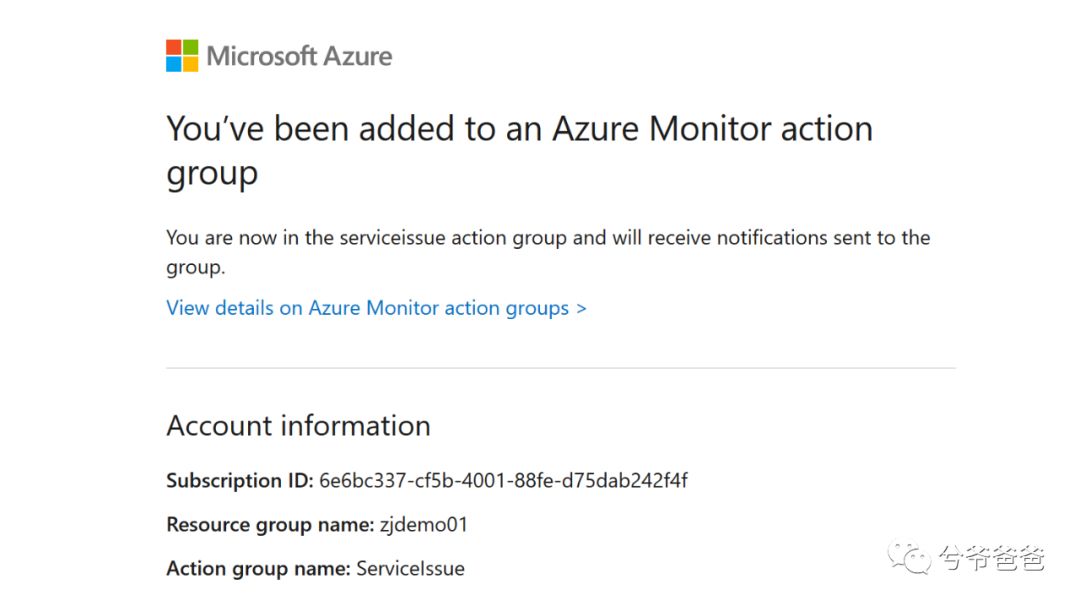 Microsoft Azure
You’ve been added to an Azure Monitor action
group
You are now in the serviceissue action group and will receive notifications sent to the
group.
View details on Azure Monitor action groups >
Account information
Subscription ID: 6e6bc337-cf5b-4001-88fe-d75dab242f4f
Resource group name: zjdemo01
Action group name: ServiceIssue
兮爷爸爸